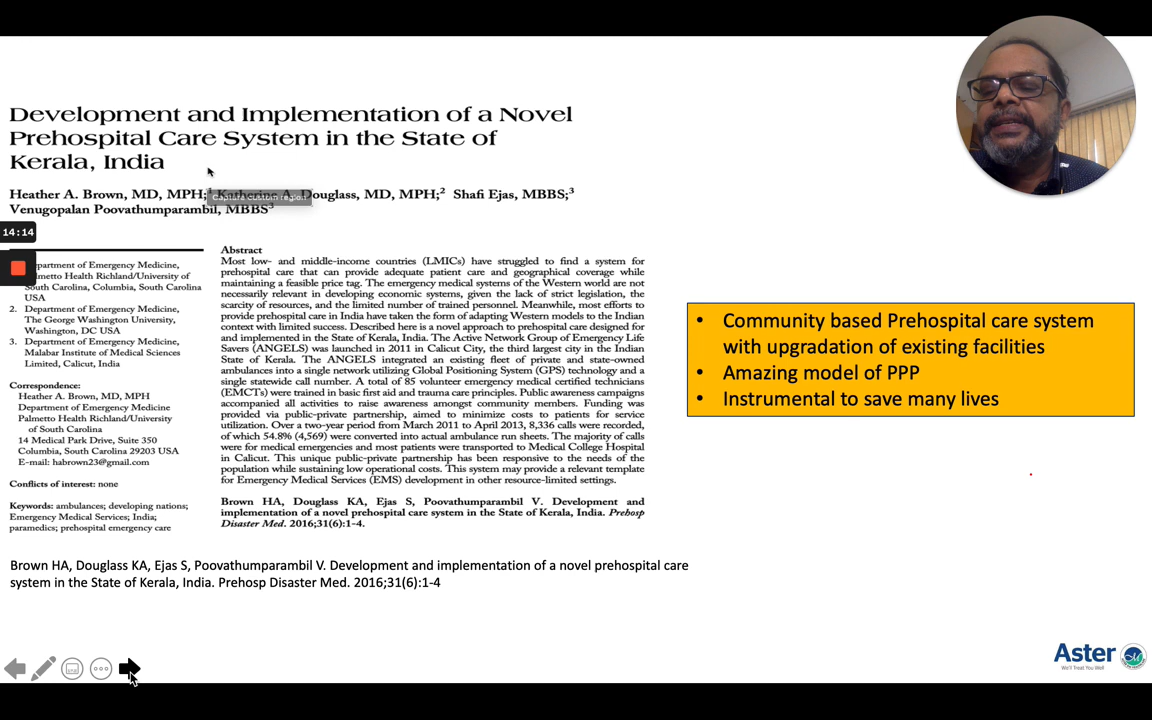 Development and Implementation of a Novel
Prehospital Care System in the State of
Kerala, India
Heather A. Brown, MD, MPH;1 Katherine A. Douglass, MD, MPH;2 Shafi Ejas, MBBS;3
Venugopalan Poovathumparambil, MBBS3
14:14
Department of Emergency Medicine,
Palmetto Health Richland/University of
South Carolina, Columbia, South Carolina
USA
2. Department of Emergency Medicine,
The George Washington University,
Washington, DC USA
3. Department of Emergency Medicine,
Malabar Institute of Medical Sciences
Limited, Calicut, India
Correspondence:
Heather A. Brown, MD, MPH
Department of Emergency Medicine
Palmetto Health Richland/University
of South Carolina
14 Medical Park Drive, Suite 350
Columbia, South Carolina 29203 USA
E-mail: habrown23@gmail.com
Conflicts of interest: none
Keywords: ambulances; developing nations;
Emergency Medical Services; India;
paramedics; prehospital emergency care
Abstract
Most low- and middle-income countries (LMICs) have struggled to find a system for
prehospital care that can provide adequate patient care and geographical coverage while
maintaining a feasible price tag. The emergency medical systems of the Western world are not
necessarily relevant in developing economic systems, given the lack of strict legislation, the
scarcity of resources, and the limited number of trained personnel. Meanwhile, most efforts to
provide prehospital care in India have taken the form of adapting Western models to the Indian
context with limited success. Described here is a novel approach to prehospital care designed for
and implemented in the State of Kerala, India. The Active Network Group of Emergency Life
Savers (ANGELS) was launched in 2011 in Calicut City, the third largest city in the Indian
State of Kerala. The ANGELS integrated an existing fleet of private and state-owned
ambulances into a single network utilizing Global Positioning System (GPS) technology and a
single statewide call number. A total of 85 volunteer emergency medical certified technicians
(EMCTs) were trained in basic first aid and trauma care principles. Public awareness campaigns
accompanied all activities to raise awareness amongst community members. Funding was
provided via public-private partnership, aimed to minimize costs to patients for service
utilization. Over a two-year period from March 2011 to April 2013, 8,336 calls were recorded,
of which 54.8% (4,569) were converted into actual ambulance run sheets. The majority of calls
were for medical emergencies and most patients were transported to Medical College Hospital
in Calicut. This unique public-private partnership has been responsive to the needs of the
population while sustaining low operational costs. This system may provide a relevant template
for Emergency Medical Services (EMS) development in other resource-limited settings.
Brown HA, Douglass KA, Ejas S, Poovathumparambil V. Development and
implementation of a novel prehospital care system in the State of Kerala, India. Prehosp
Disaster Med. 2016;31(6):1-4.
• Community based Prehospital care system
with upgradation of existing facilities
• Amazing model of PPP
• Instrumental to save many lives
Brown HA, Douglass KA, Ejas S, Poovathumparambil V. Development and implementation of a novel prehospital care
system in the State of Kerala, India. Prehosp Disaster Med. 2016;31(6):1-4
Aster
We'll Treat You Well